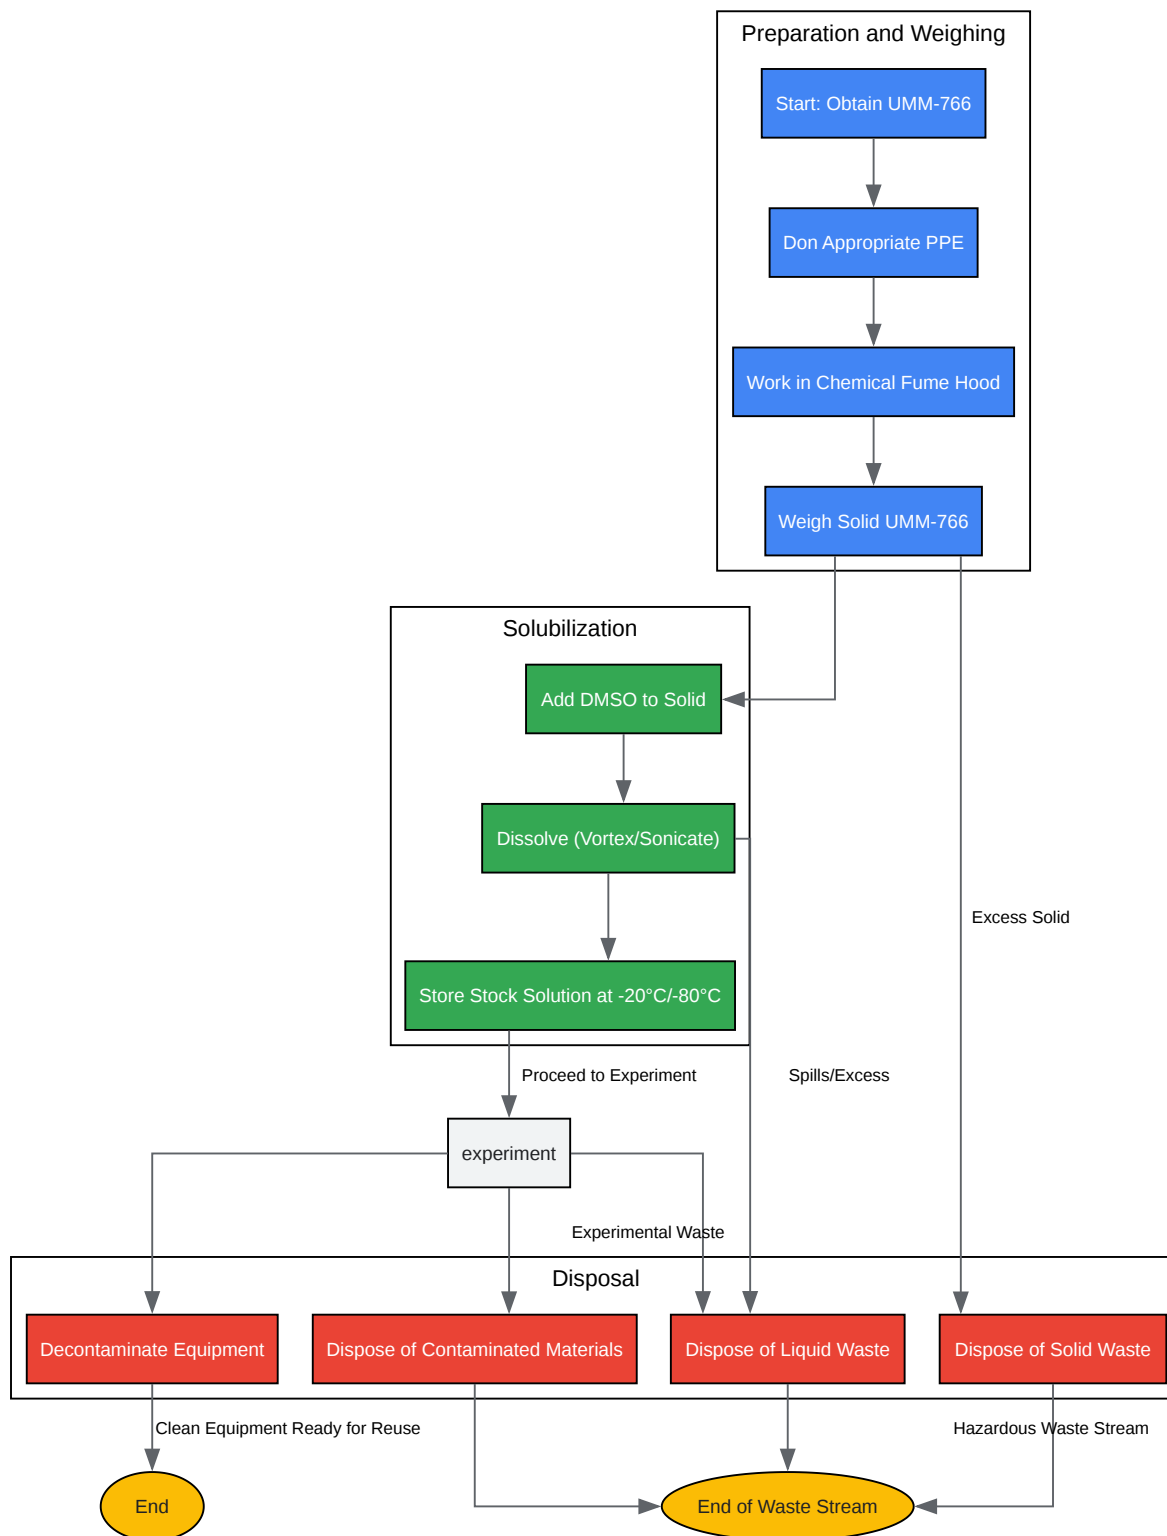 Preparation and Weighing
Start: Obtain UMM-766
Don Appropriate PPE
Work in Chemical Fume Hood
Weigh Solid UMM-766
Solubilization
Add DMSO to Solid
Dissolve (Vortex/Sonicate)
Excess Solid
Store Stock Solution at -20°C/-80°C
Proceed to Experiment
Spills/Excess
experiment
Experimental Waste
Disposal
Decontaminate Equipment
Dispose of Contaminated Materials
Dispose of Liquid Waste
Dispose of Solid Waste
Clean Equipment Ready for Reuse
Hazardous Waste Stream
End
End of Waste Stream